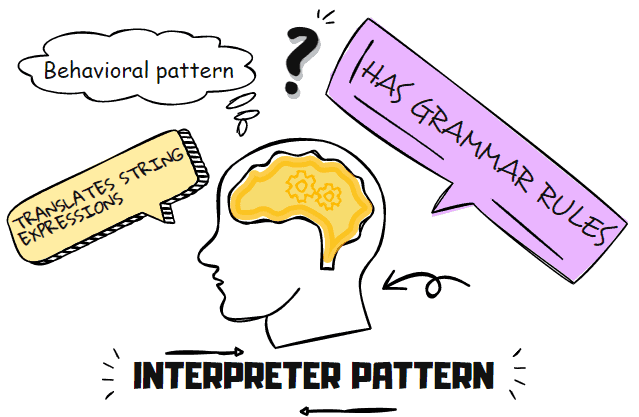 Behavioral pattern
?
HAS GRAMMAR RULES
TRANSLATES STRING
EXPRESSIONS
INTERPRETER PATTERN